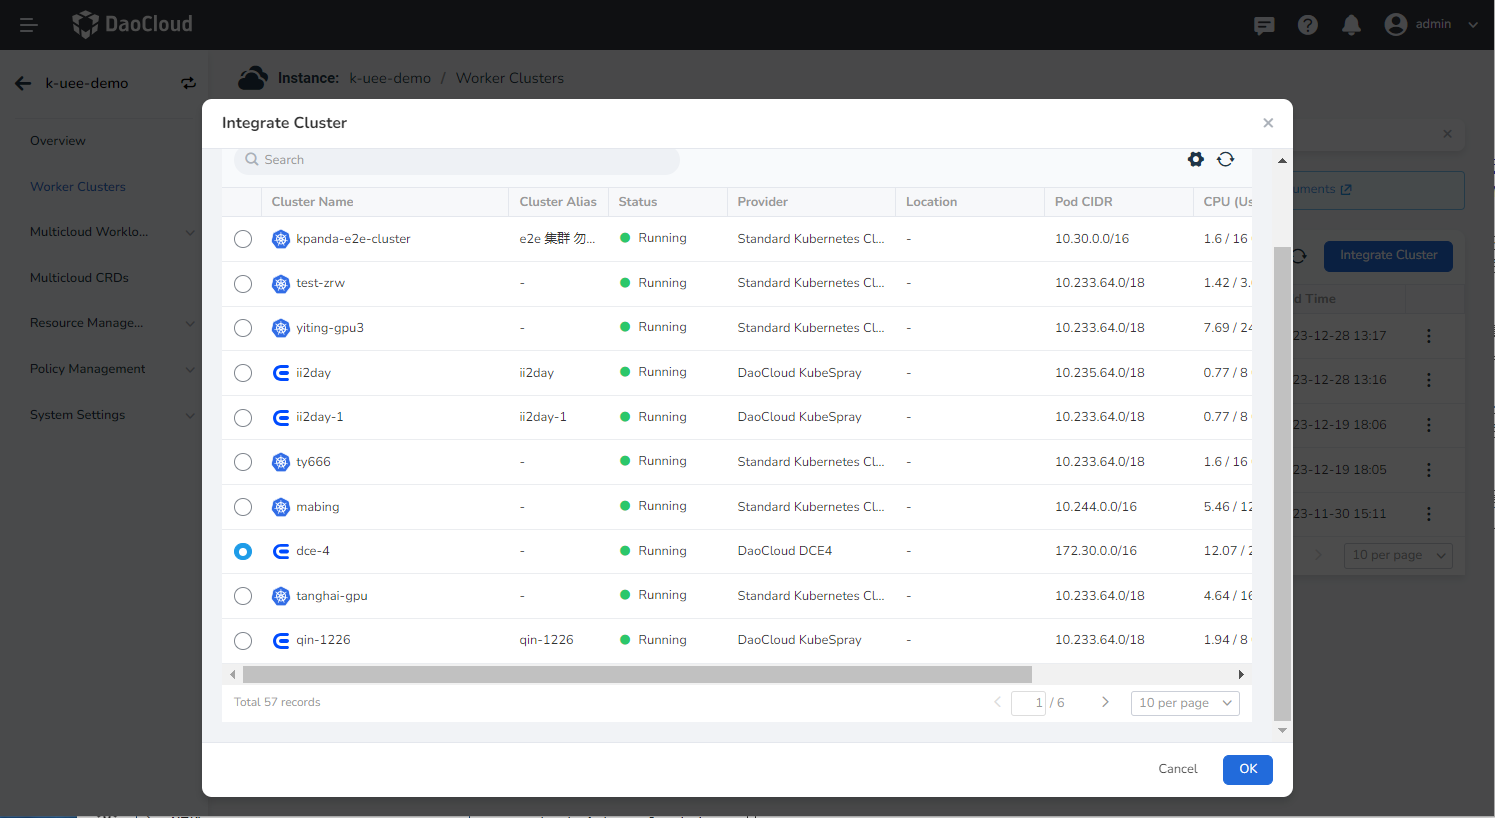 DaoCloud
admin
k-uee-demo
Instance: k-uee-demo / Worker Clusters
Overview
Worker Clusters
Multicloud Worklo...
Multicloud CRDs
Resource Manage...
Policy Management
System Settings
Integrate Cluster
Search
Cluster Name Cluster Alias Status Provider Location Pod CIDR CPU (Us
kpanda-e2e-cluster e2e 集群 勿... Running Standard Kubernetes Cl... - 10.30.0.0/16 1.6 / 16
test-zrw - Running Standard Kubernetes Cl... - 10.233.64.0/18 1.42 / 3.
yiting-gpu3 - Running Standard Kubernetes Cl... - 10.233.64.0/18 7.69 / 24
ii2day ii2day Running DaoCloud KubeSpray - 10.235.64.0/18 0.77 / 8
ii2day-1 ii2day-1 Running DaoCloud KubeSpray - 10.233.64.0/18 0.77 / 8
ty666 - Running Standard Kubernetes Cl... - 10.233.64.0/18 1.6 / 16
mabing - Running Standard Kubernetes Cl... - 10.244.0.0/16 5.46 / 12
dce-4 - Running DaoCloud DCE4 - 172.30.0.0/16 12.07 / 2
tanghai-gpu - Running Standard Kubernetes Cl... - 10.233.64.0/18 4.64 / 16
qin-1226 qin-1226 Running DaoCloud KubeSpray - 10.233.64.0/18 1.94 / 8
Total 57 records
1 / 6
10 per page
Cancel
OK
uments
Integrate Cluster
d Time
23-12-28 13:17
23-12-28 13:16
23-12-19 18:06
23-12-19 18:05
23-11-30 15:11
10 per page